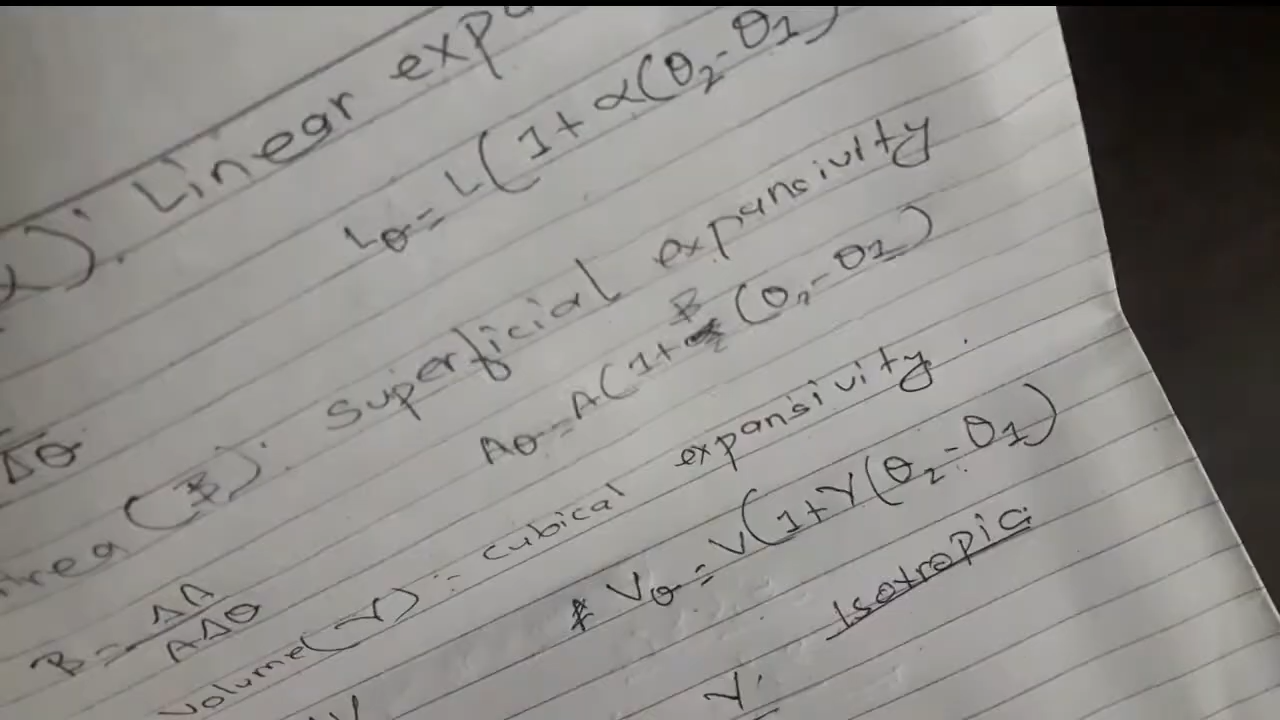 α). Linear
Lθ = L(1 + α(θ2 - θ1)
Δθ
Area (β): Superficial expansivity
Aθ = A(1 + β (θ2 - θ1)
B = ΔA / AΔθ
Volume(γ) : cubical expansivity.
Vθ = V(1 + γ(θ2 - θ1)
Isotropic
γ